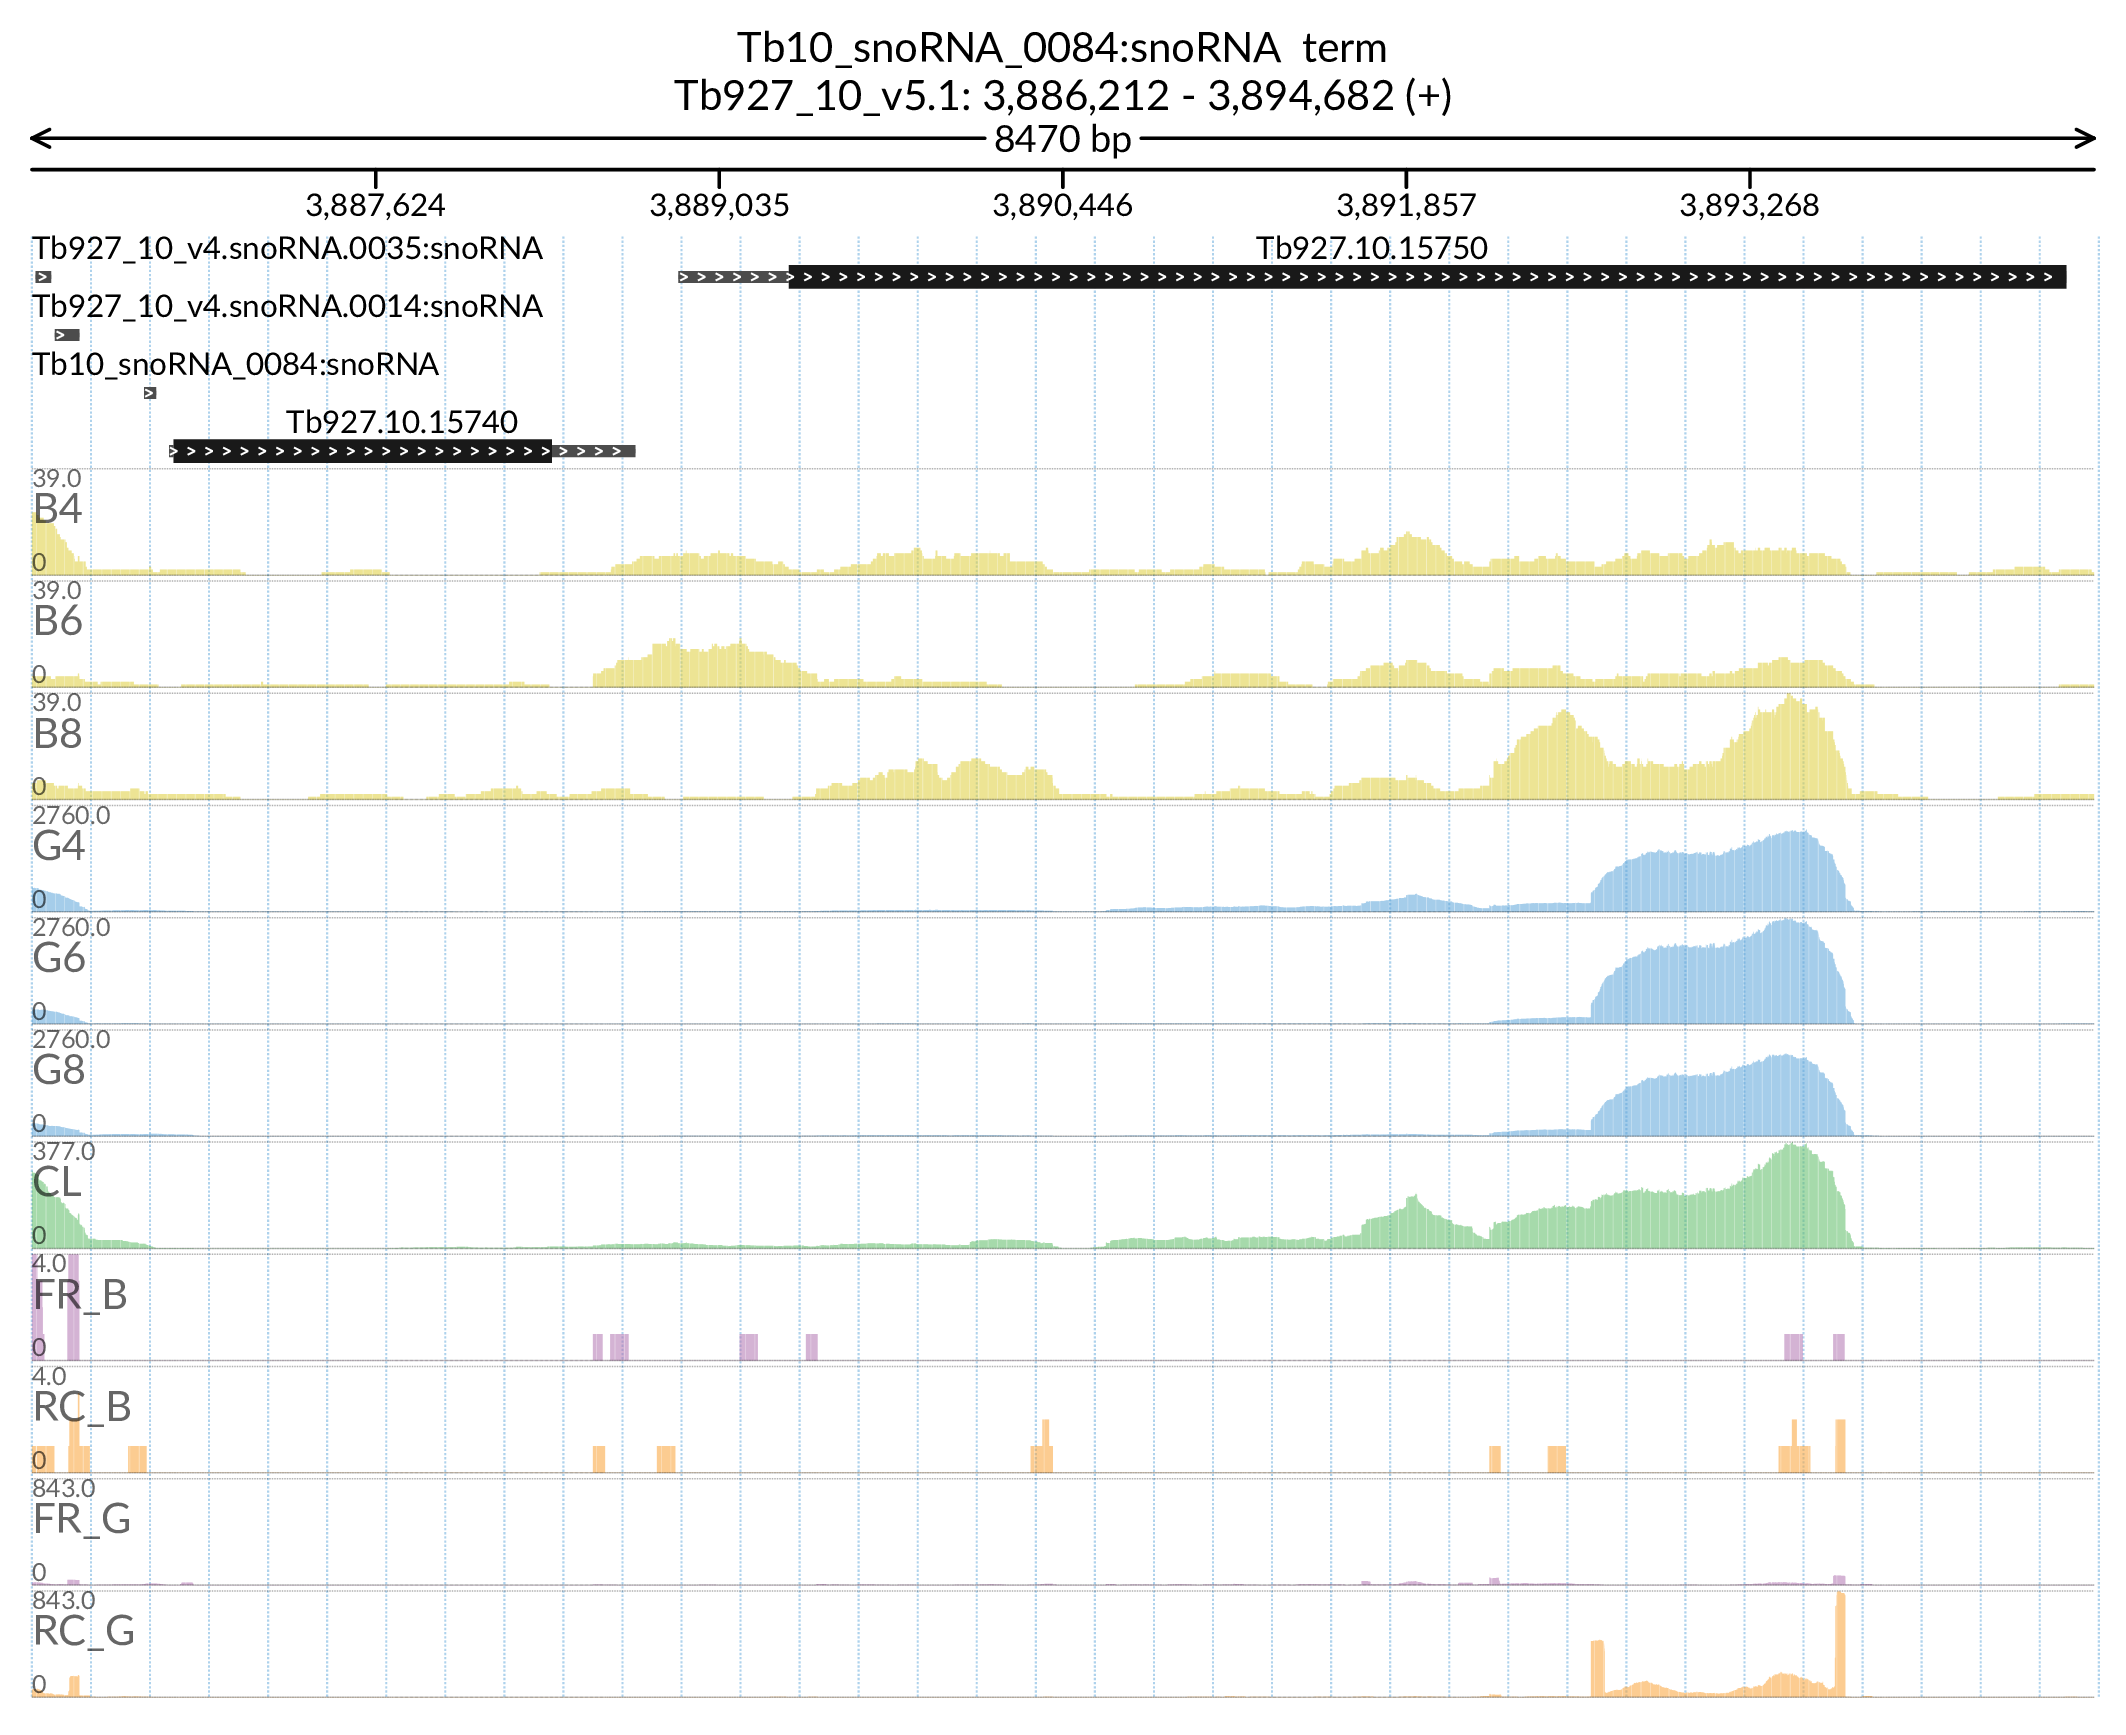 Tb10_snoRNA_0084:snoRNA term
Tb927_10_v5.1: 3,886,212 - 3,894,682 (+)
8470 bp
3,887,624 3,889,035 3,890,446 3,891,857 3,893,268
Tb927_10_v4.snoRNA.0035:snoRNA Tb927.10.15750
Tb927_10_v4.snoRNA.0014:snoRNA
Tb10_snoRNA_0084:snoRNA
Tb927.10.15740
39.0
B4
0
39.0
B6
0
39.0
B8
0
2760.0
G4
0
2760.0
G6
0
2760.0
G8
0
377.0
CL
0
4.0
FR_B
0
4.0
RC_B
0
843.0
FR_G
0
843.0
RC_G
0